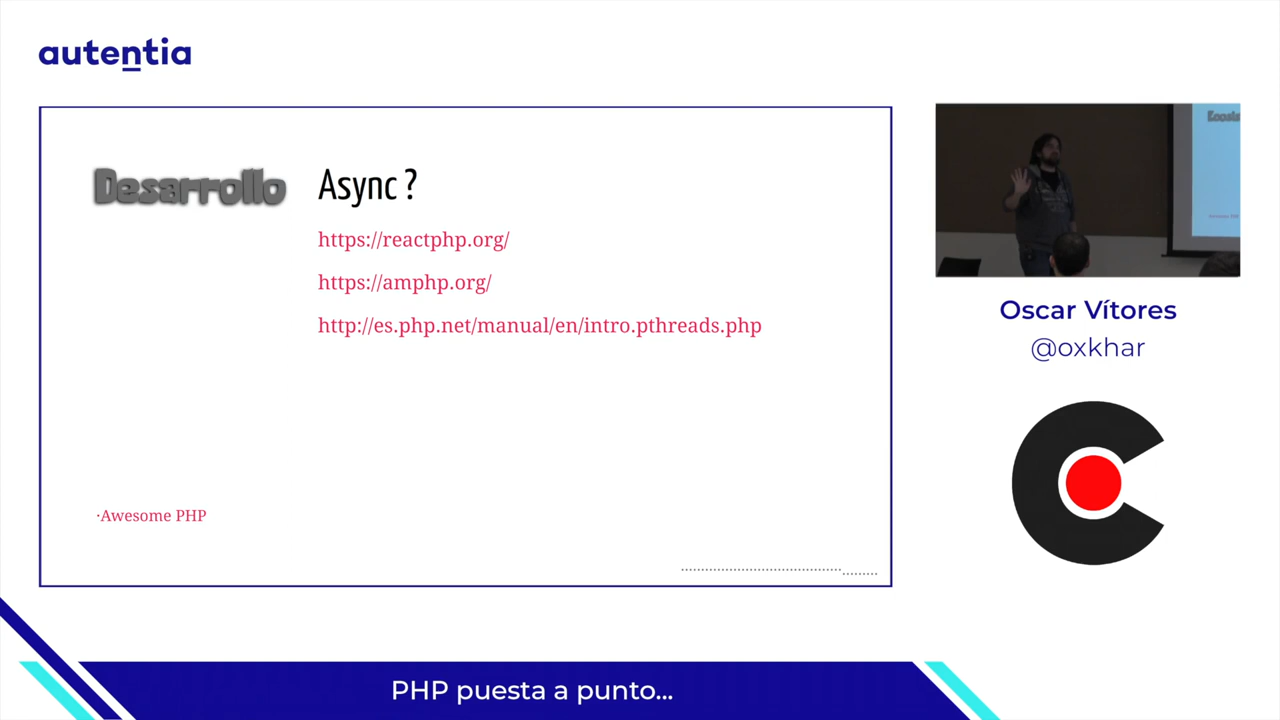 autentia
Desarrollo
Async ?
https://reactphp.org/
https://amphp.org/
http://es.php.net/manual/en/intro.pthreads.php
·Awesome PHP
Oscar Vítores
@oxkhar
PHP puesta a punto...